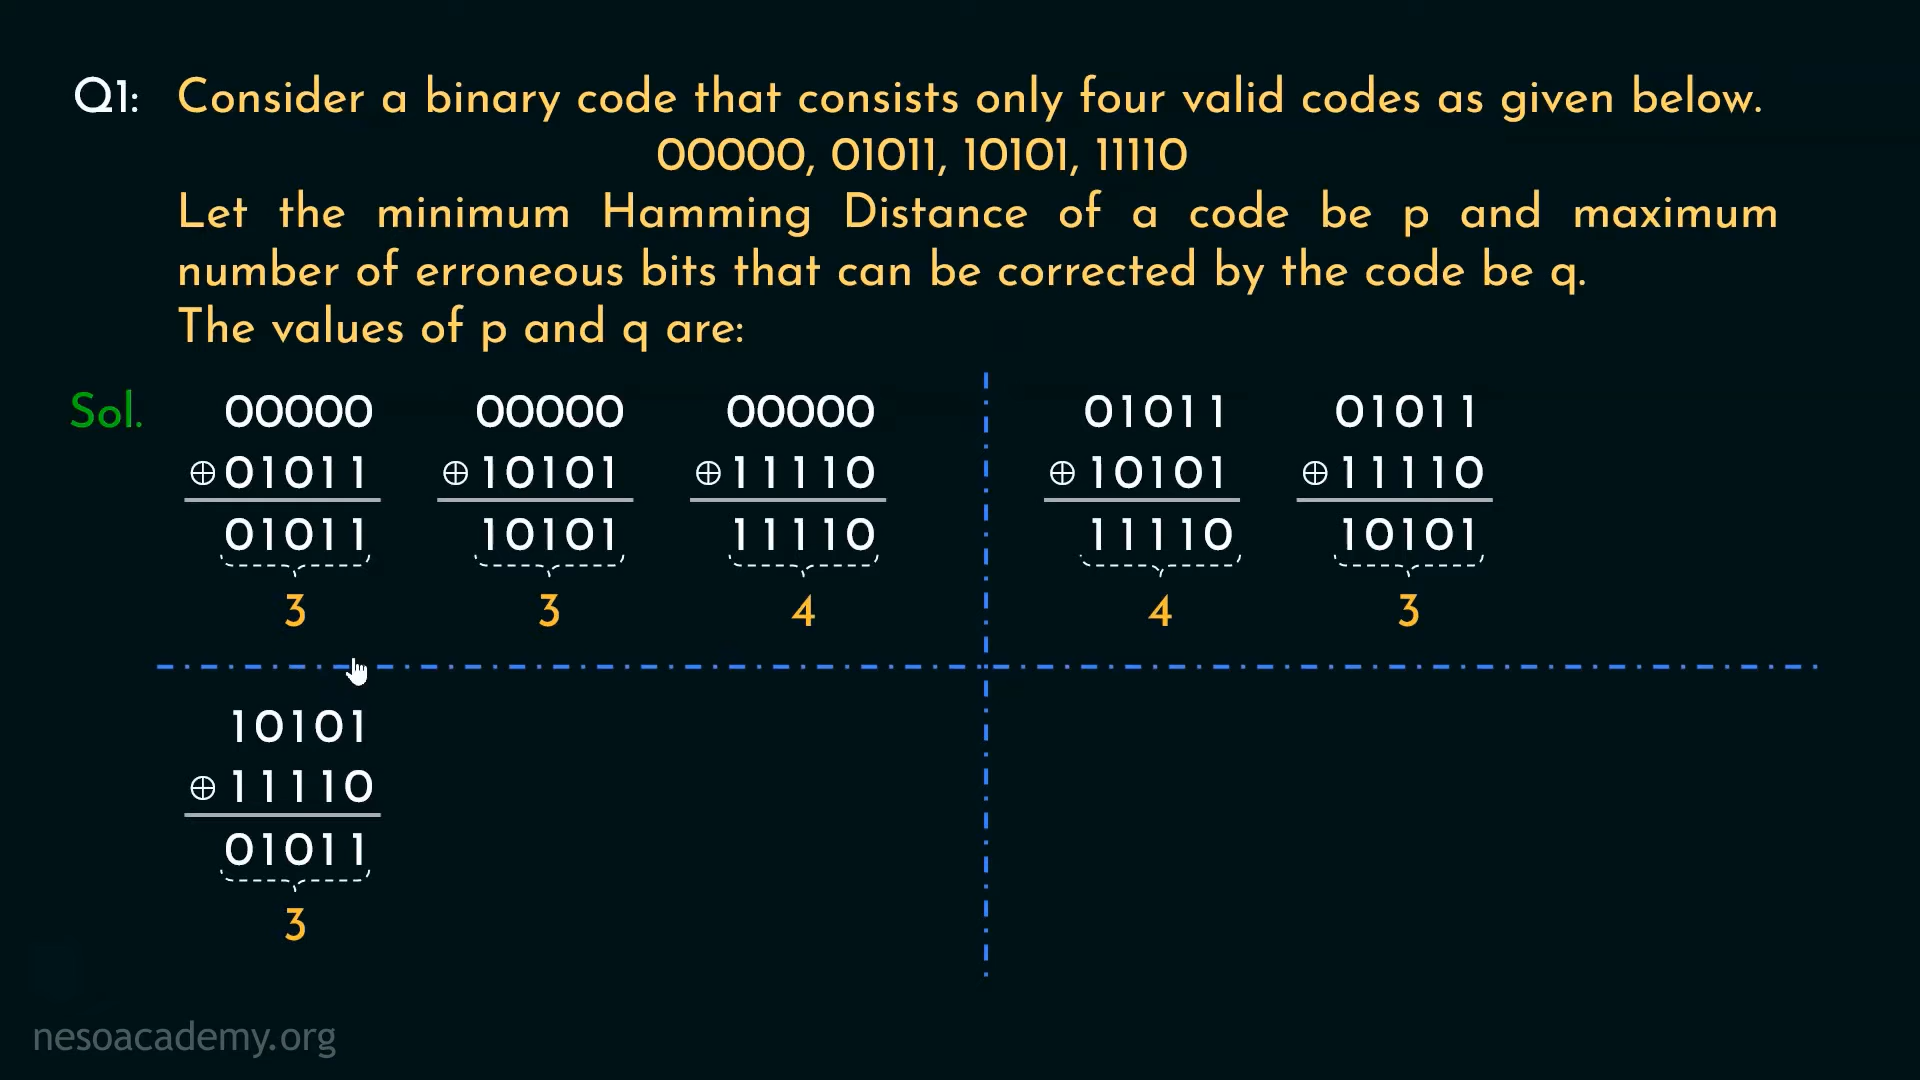 Q1: Consider a binary code that consists only four valid codes as given below.
00000, 01011, 10101, 11110
Let the minimum Hamming Distance of a code be p and maximum
number of erroneous bits that can be corrected by the code be q.
The values of p and q are:
Sol. 00000 00000 00000 01011 01011
⊕ 01011 ⊕ 10101 ⊕ 11110 ⊕ 10101 ⊕ 11110
01011 10101 11110 11110 10101
3 3 4 4 3
10101
⊕ 11110
01011
3
nesoacademy.org